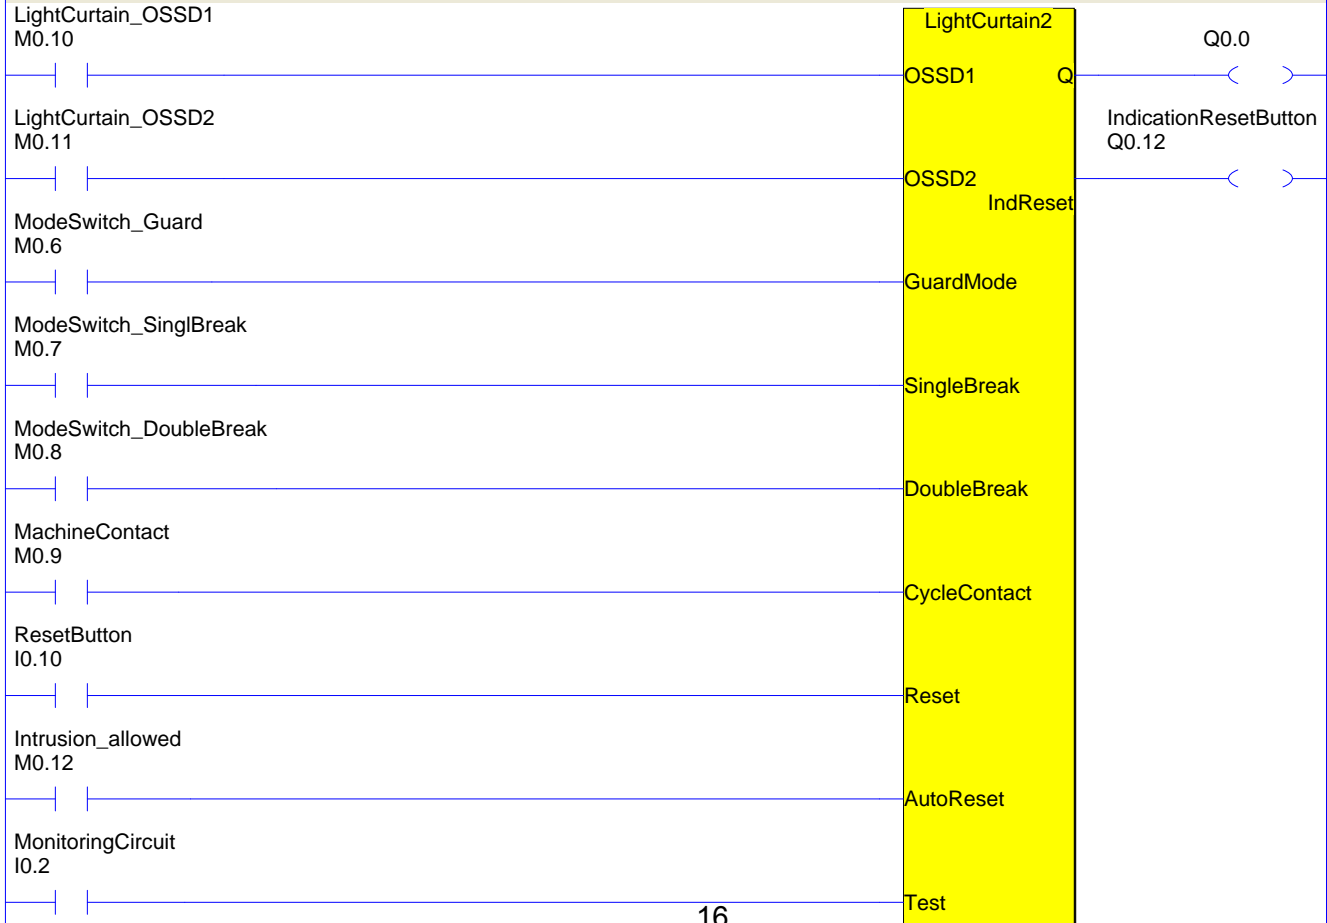 LightCurtain_OSSD1
M0.10
LightCurtain2
Q0.0
OSSD1 Q
LightCurtain_OSSD2
M0.11
IndicationResetButton
Q0.12
OSSD2
IndReset
ModeSwitch_Guard
M0.6
GuardMode
ModeSwitch_SinglBreak
M0.7
SingleBreak
ModeSwitch_DoubleBreak
M0.8
DoubleBreak
MachineContact
M0.9
CycleContact
ResetButton
I0.10
Reset
Intrusion_allowed
M0.12
AutoReset
MonitoringCircuit
I0.2
Test
16